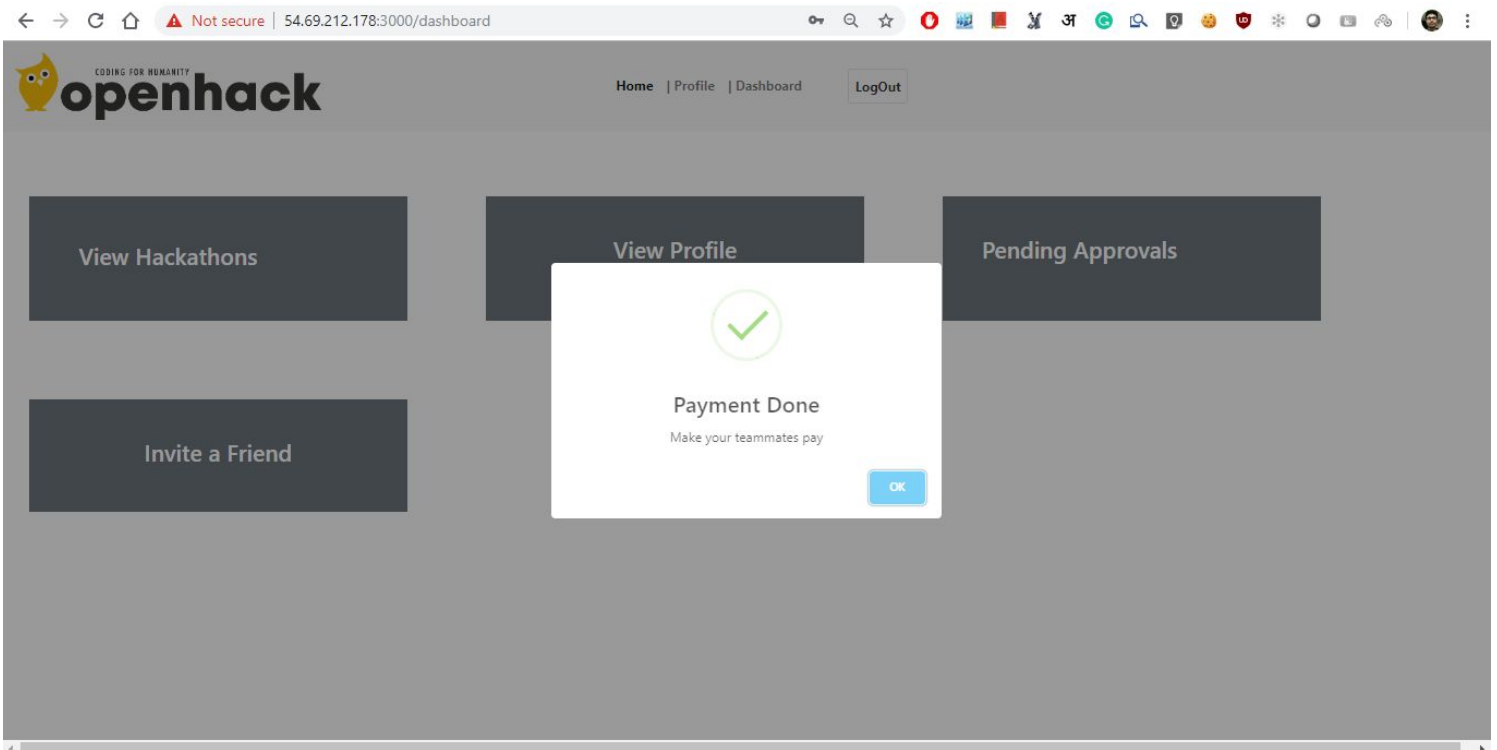 Not secure | 54.69.212.178:3000/dashboard
अ
CODING FOR HUMANITY
openhack
Home | Profile | Dashboard
LogOut
View Hackathons
View Profile
Pending Approvals
Payment Done
Make your teammates pay
OK
Invite a Friend